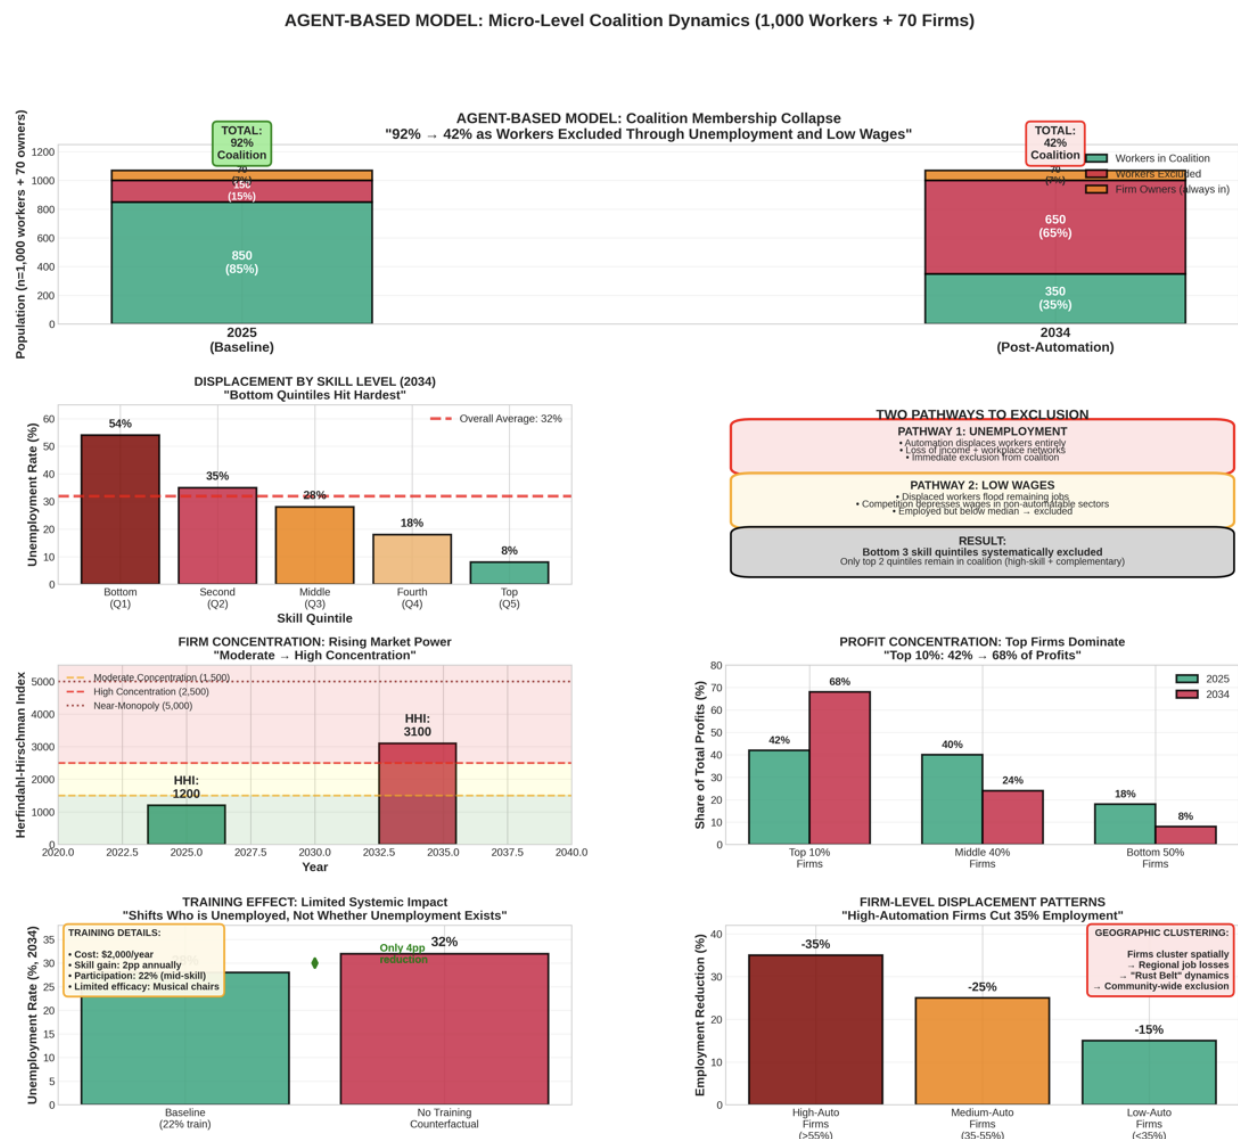 AGENT-BASED MODEL: Micro-Level Coalition Dynamics (1,000 Workers + 70 Firms)
AGENT-BASED MODEL: Coalition Membership Collapse
"92% → 42% as Workers Excluded Through Unemployment and Low Wages"
Population (n=1,000 workers + 70 owners)
1200
1000
800
600
400
200
0
TOTAL:
92%
Coalition
70
(7%)
150
(15%)
850
(85%)
2025
(Baseline)
TOTAL:
42%
Coalition
70
(7%)
650
(65%)
350
(35%)
2034
(Post-Automation)
Workers in Coalition
Workers Excluded
Firm Owners (always in)
DISPLACEMENT BY SKILL LEVEL (2034)
"Bottom Quintiles Hit Hardest"
Unemployment Rate (%)
60
50
40
30
20
10
0
Overall Average: 32%
54%
35%
28%
18%
8%
Bottom
(Q1)
Second
(Q2)
Middle
(Q3)
Fourth
(Q4)
Top
(Q5)
Skill Quintile
TWO PATHWAYS TO EXCLUSION
PATHWAY 1: UNEMPLOYMENT
• Automation displaces workers entirely
• Loss of income + workplace networks
• Immediate exclusion from coalition
PATHWAY 2: LOW WAGES
• Displaced workers flood remaining jobs
• Competition depresses wages in non-automatable sectors
• Employed but below median → excluded
RESULT:
Bottom 3 skill quintiles systematically excluded
Only top 2 quintiles remain in coalition (high-skill + complementary)
FIRM CONCENTRATION: Rising Market Power
"Moderate → High Concentration"
Herfindahl-Hirschman Index
5000
4000
3000
2000
1000
0
Moderate Concentration (1,500)
High Concentration (2,500)
Near-Monopoly (5,000)
HHI:
1200
HHI:
3100
2020.0
2022.5
2025.0
2027.5
2030.0
2032.5
2035.0
2037.5
2040.0
Year
PROFIT CONCENTRATION: Top Firms Dominate
"Top 10%: 42% → 68% of Profits"
Share of Total Profits (%)
80
70
60
50
40
30
20
10
0
2025
2034
42%
68%
40%
24%
18%
8%
Top 10%
Firms
Middle 40%
Firms
Bottom 50%
Firms
TRAINING EFFECT: Limited Systemic Impact
"Shifts Who is Unemployed, Not Whether Unemployment Exists"
Unemployment Rate (%, 2034)
35
30
25
20
15
10
5
0
TRAINING DETAILS:
• Cost: $2,000/year
• Skill gain: 2pp annually
• Participation: 22% (mid-skill)
• Limited efficacy: Musical chairs
Only 4pp
reduction
32%
Baseline
(22% train)
No Training
Counterfactual
FIRM-LEVEL DISPLACEMENT PATTERNS
"High-Automation Firms Cut 35% Employment"
Employment Reduction (%)
40
30
20
10
0
-35%
-25%
-15%
GEOGRAPHIC CLUSTERING:
Firms cluster spatially
→ Regional job losses
→ "Rust Belt" dynamics
→ Community-wide exclusion
High-Auto
Firms
(>55%)
Medium-Auto
Firms
(35-55%)
Low-Auto
Firms
(<35%)